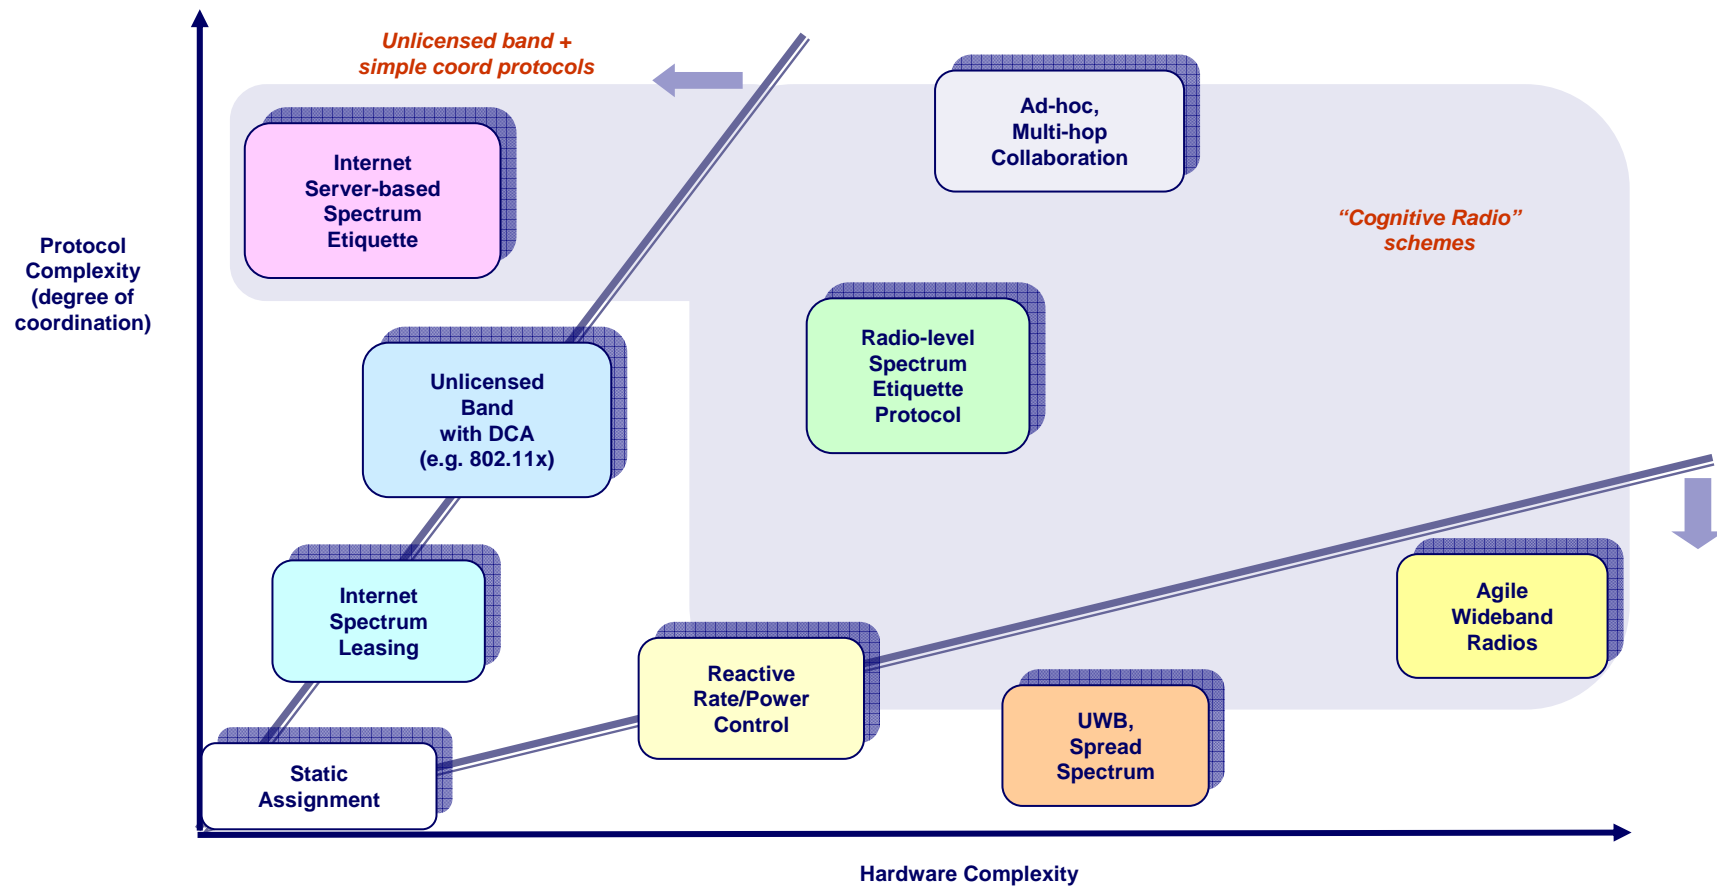 Unlicensed band +
simple coord protocols
Ad-hoc,
Multi-hop
Collaboration
Internet
Server-based
Spectrum
Etiquette
“Cognitive Radio”
schemes
Protocol
Complexity
(degree of
coordination)
Radio-level
Spectrum
Etiquette
Protocol
Unlicensed
Band
with DCA
(e.g. 802.11x)
Internet
Spectrum
Leasing
Agile
Wideband
Radios
Reactive
Rate/Power
Control
UWB,
Spread
Spectrum
Static
Assignment
Hardware Complexity